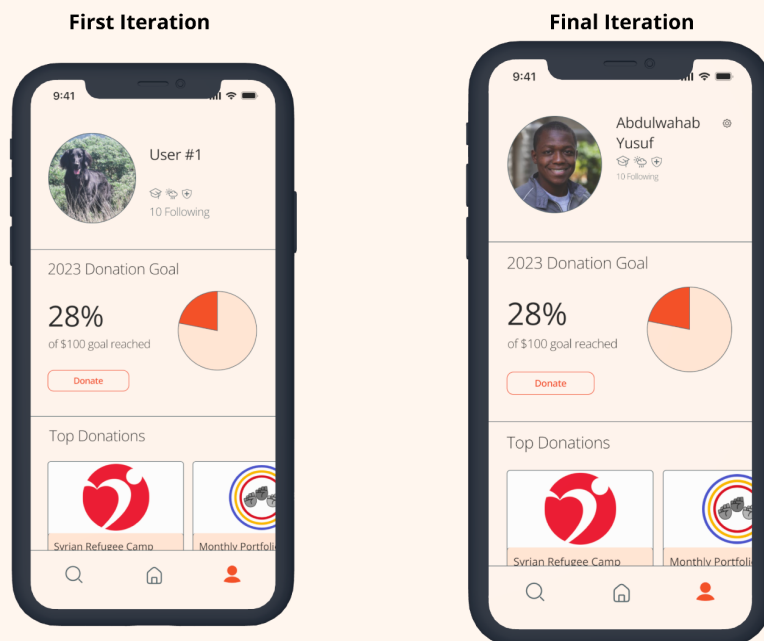 First Iteration
9:41
User #1
10 Following
2023 Donation Goal
28%
of $100 goal reached
Donate
Top Donations
Syrian Refugee Camp
Monthly Portfolio
Final Iteration
9:41
Abdulwahab
Yusuf
10 Following
2023 Donation Goal
28%
of $100 goal reached
Donate
Top Donations
Syrian Refugee Camp
Monthly Portfoli